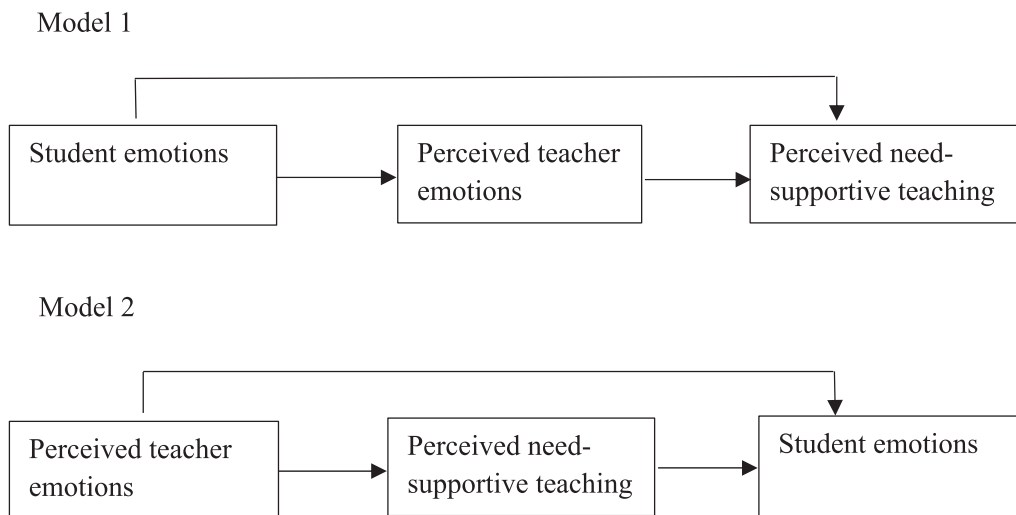 Model 1
Student emotions
Perceived teacher
emotions
Perceived need-
supportive teaching
Model 2
Perceived teacher
emotions
Perceived need-
supportive teaching
Student emotions